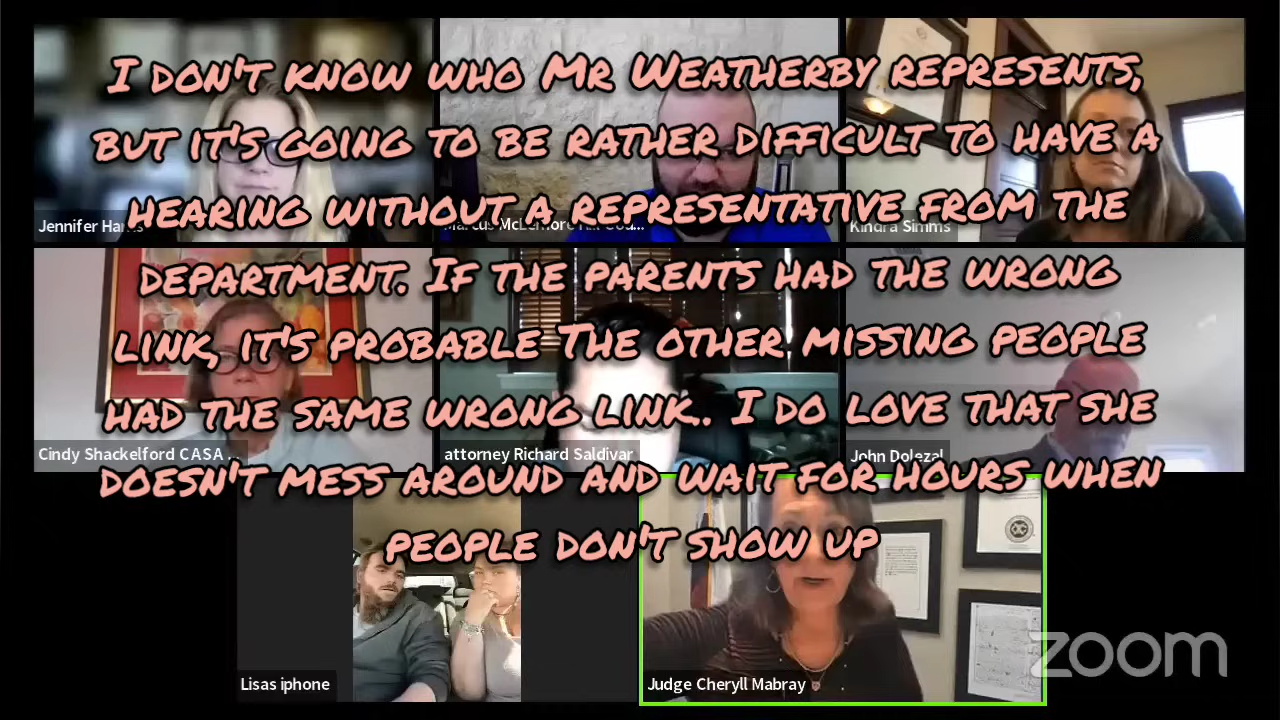 I don't know who Mr Weatherby represents,
but it's going to be rather difficult to have a
hearing without a representative from the
department. If the parents had the wrong
link, it's probable The other missing people
had the same wrong link.. I do love that she
doesn't mess around and wait for hours when
people don't show up
Jennifer
Marcus McLemore
Kindra Simms
Cindy Shackelford CASA ...
attorney Richard Saldivar
John Dolezal
Lisas iphone
Judge Cheryll Mabray
zoom